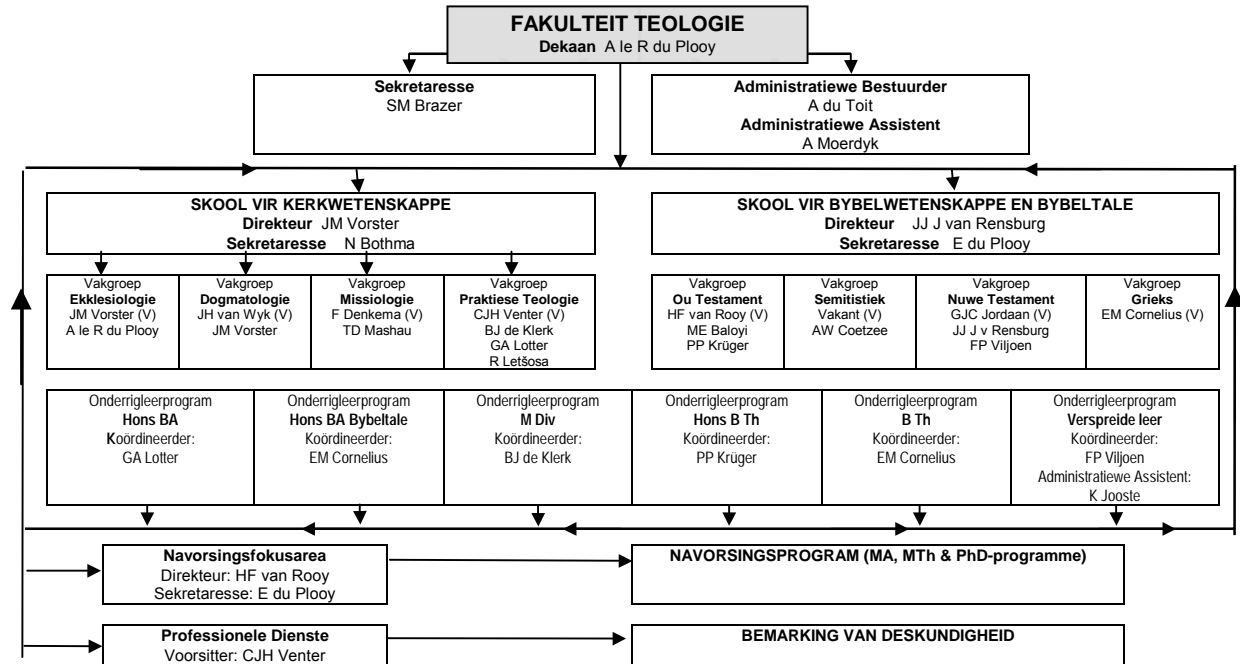 FAKULTEIT TEOLOGIE
Dekaan A le R du Plooy
Sekretaresse
SM Brazer
Administratiewe Bestuurder
A du Toit
Administratiewe Assistent
A Moerdyk
SKOOL VIR KERKWETENSKAPPE
Direkteur JM Vorster
Sekretaresse N Bothma
SKOOL VIR BYBELWETENSKAPPE EN BYBELTALE
Direkteur JJ J van Rensburg
Sekretaresse E du Plooy
Vakgroep
Ekklesiologie
JM Vorster (V)
A le R du Plooy
Vakgroep
Dogmatologie
JH van Wyk (V)
JM Vorster
Vakgroep
Missiologie
F Denkema (V)
TD Mashau
Vakgroep
Praktiese Teologie
CJH Venter (V)
BJ de Klerk
GA Lotter
R Letšosa
Vakgroep
Ou Testament
HF van Rooy (V)
ME Baloyi
PP Krüger
Vakgroep
Semitistiek
Vakant (V)
AW Coetzee
Vakgroep
Nuwe Testament
GJC Jordaan (V)
JJ J v Rensburg
FP Viljoen
Vakgroep
Grieks
EM Cornelius (V)
Onderrigleerprogram
Hons BA
Koördineerder:
GA Lotter
Onderrigleerprogram
Hons BA Bybeltale
Koördineerder:
EM Cornelius
Onderrigleerprogram
M Div
Koördineerder:
BJ de Klerk
Onderrigleerprogram
Hons B Th
Koördineerder:
PP Krüger
Onderrigleerprogram
B Th
Koördineerder:
EM Cornelius
Onderrigleerprogram
Verspreide leer
Koördineerder:
FP Viljoen
Administratiewe Assistent:
K Jooste
Navorsingsfokusarea
Direkteur: HF van Rooy
Sekretaresse: E du Plooy
NAVORSINGSPROGRAM (MA, MTh & PhD-programme)
Professionele Dienste
Voorsitter: CJH Venter
BEMARKING VAN DESKUNDIGHEID